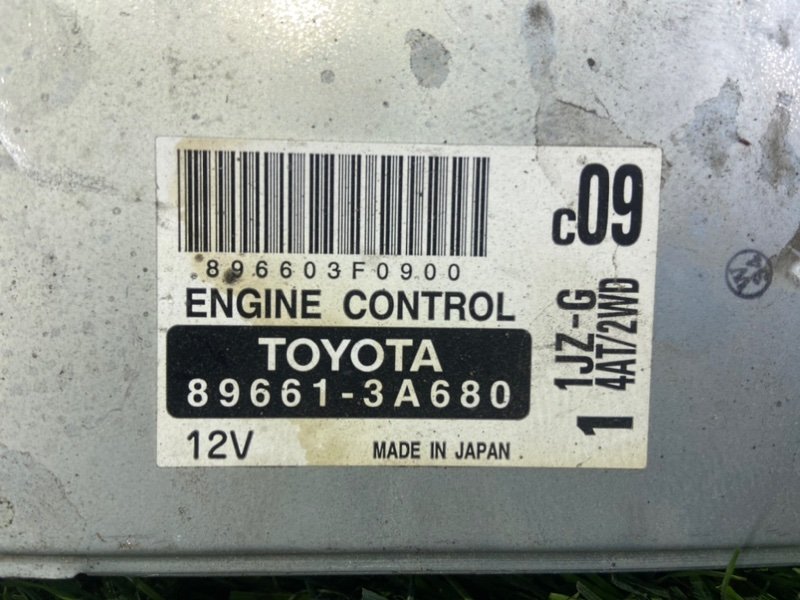 896603F0900
ENGINE CONTROL
TOYOTA
89661-3A680
12V MADE IN JAPAN
c09
1JZ-G
4AT/2WD
1